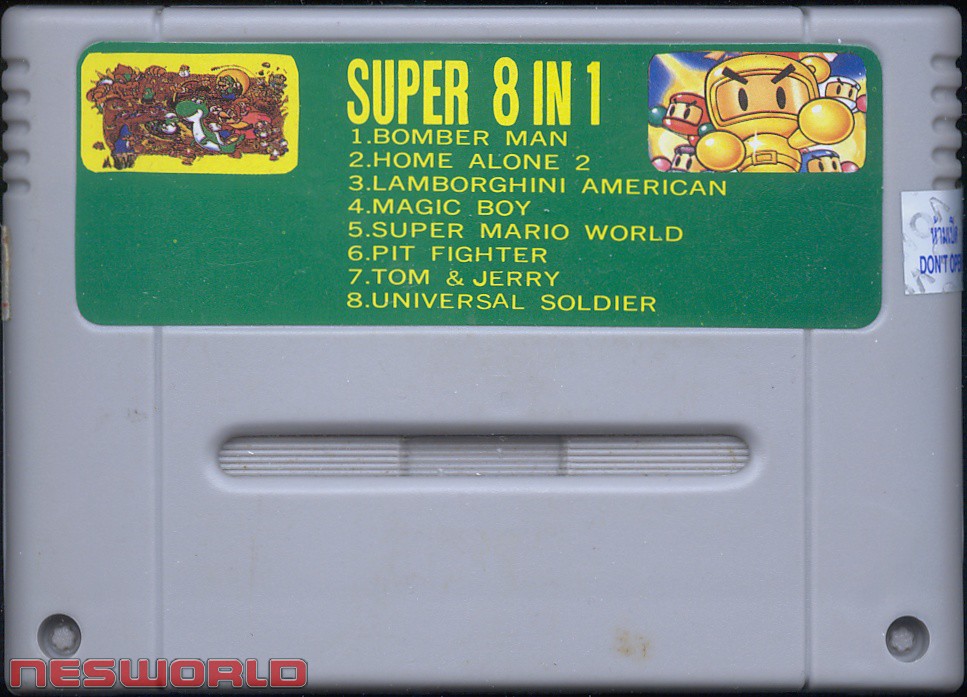 SUPER 8 IN 1
1.BOMBER MAN
2.HOME ALONE 2
3.LAMBORGHINI AMERICAN
4.MAGIC BOY
5.SUPER MARIO WORLD
6.PIT FIGHTER
7.TOM & JERRY
8.UNIVERSAL SOLDIER
DON'T
NESWORLD